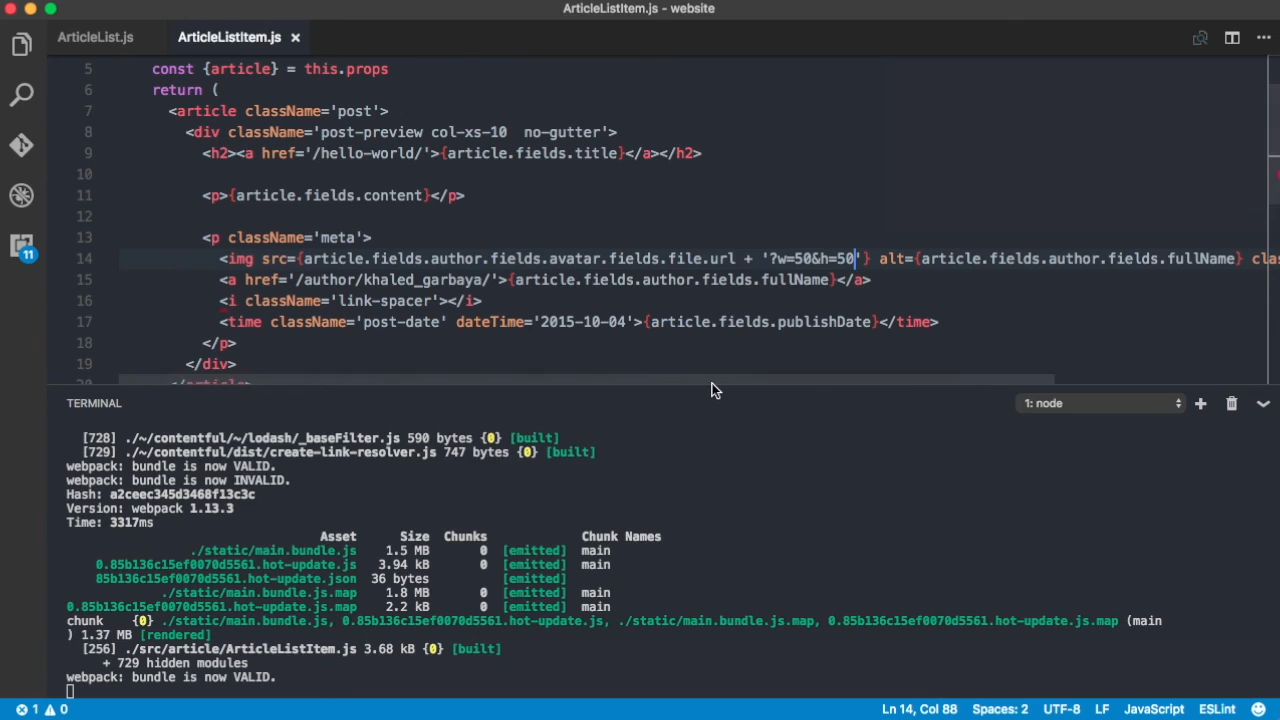 ArticleListItem.js - website
ArticleList.js ArticleListItem.js ×
5 const {article} = this.props
6 return (
7 <article className='post'>
8 <div className='post-preview col-xs-10  no-gutter'>
9 <h2><a href='/hello-world/'>{article.fields.title}</a></h2>
10
11 <p>{article.fields.content}</p>
12
13 <p className='meta'>
14 <img src={article.fields.author.fields.avatar.fields.file.url + '?w=50&h=50'} alt={article.fields.author.fields.fullName} clas
15 <a href='/author/khaled_garbaya/'>{article.fields.author.fields.fullName}</a>
16 <i className='link-spacer'></i>
17 <time className='post-date' dateTime='2015-10-04'>{article.fields.publishDate}</time>
18 </p>
19 </div>
20 </article>
11
TERMINAL 1: node
[728] ./~/contentful/~/lodash/_baseFilter.js 590 bytes {0} [built]
[729] ./~/contentful/dist/create-link-resolver.js 747 bytes {0} [built]
webpack: bundle is now VALID.
webpack: bundle is now INVALID.
Hash: a2ceec345d3468f13c3c
Version: webpack 1.13.3
Time: 3317ms
Asset Size Chunks Chunk Names
./static/main.bundle.js 1.5 MB 0 [emitted] main
0.85b136c15ef0070d5561.hot-update.js 3.94 kB 0 [emitted] main
85b136c15ef0070d5561.hot-update.json 36 bytes [emitted]
./static/main.bundle.js.map 1.8 MB 0 [emitted] main
0.85b136c15ef0070d5561.hot-update.js.map 2.2 kB 0 [emitted] main
chunk {0} ./static/main.bundle.js, 0.85b136c15ef0070d5561.hot-update.js, ./static/main.bundle.js.map, 0.85b136c15ef0070d5561.hot-update.js.map (main
) 1.37 MB [rendered]
[256] ./src/article/ArticleListItem.js 3.68 kB {0} [built]
+ 729 hidden modules
webpack: bundle is now VALID.
1 0 Ln 14, Col 88 Spaces: 2 UTF-8 LF JavaScript ESLint